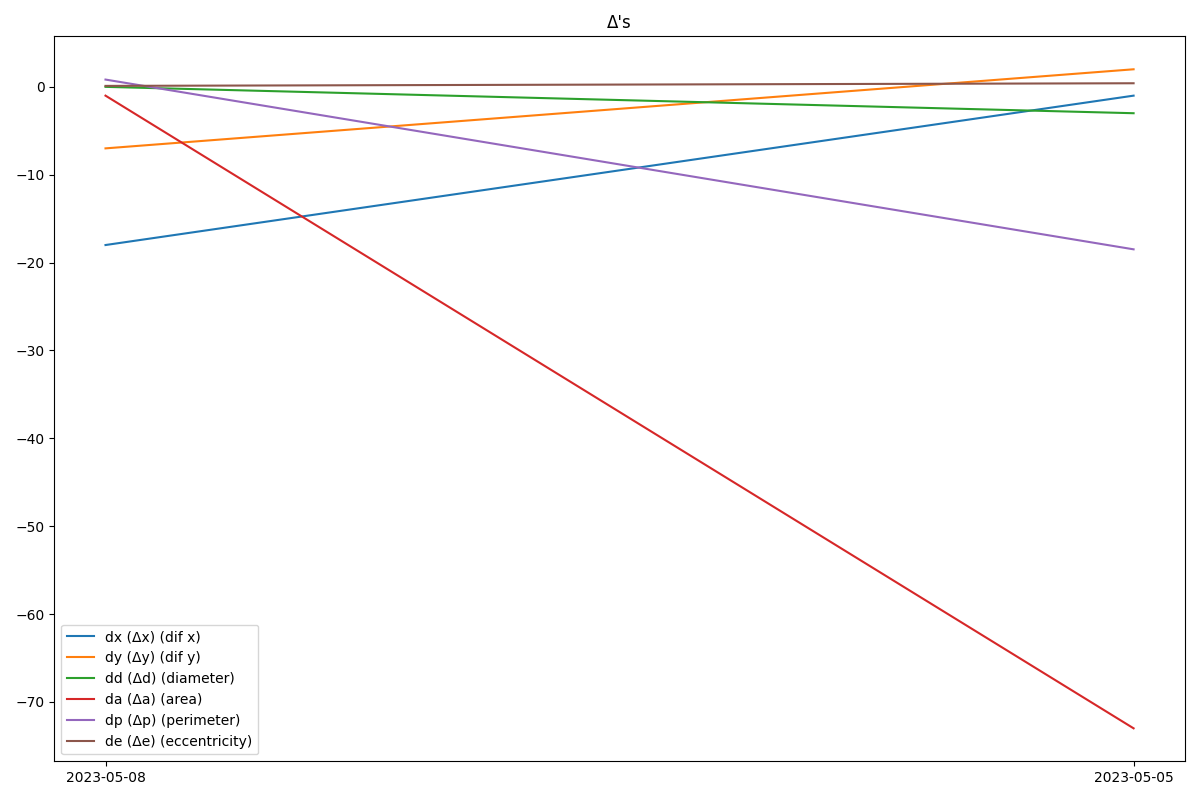 Δ's
0
−10
−20
−30
−40
−50
−60
−70
dx (Δx) (dif x)
dy (Δy) (dif y)
dd (Δd) (diameter)
da (Δa) (area)
dp (Δp) (perimeter)
de (Δe) (eccentricity)
2023-05-08
2023-05-05